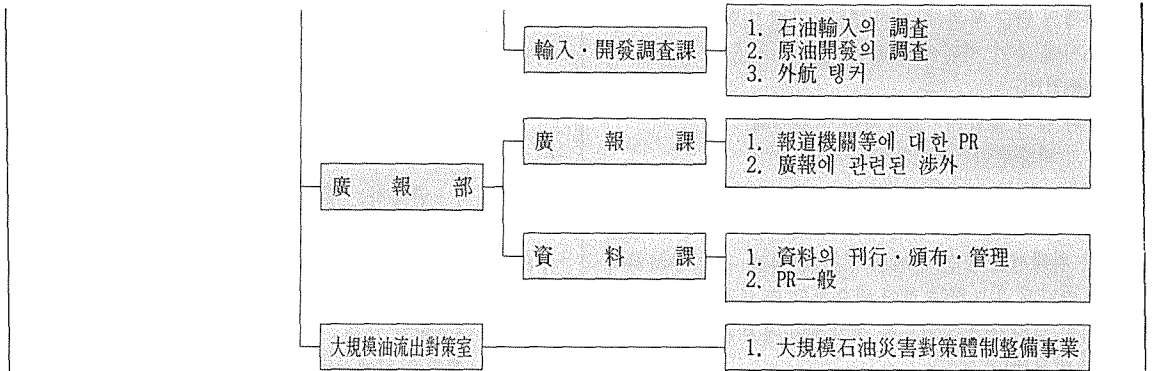 輸入·開發調査課
1. 石油輸入의 調査
2. 原油開發의 調査
3. 外航 탱커
廣報部
廣報課
1. 報道機關等에 대한 PR
2. 廣報에 관련된 涉外
資料課
1. 資料의 刊行·頒布·管理
2. PR一般
大規模油流出對策室
1. 大規模石油災害對策體制整備事業